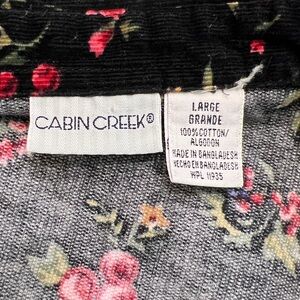 CABIN CREEK®
LARGE
GRANDE
100% COTTON/
ALGODON
MADE IN BANGLADESH
HECHO EN BANGLADESH
WPL 11935